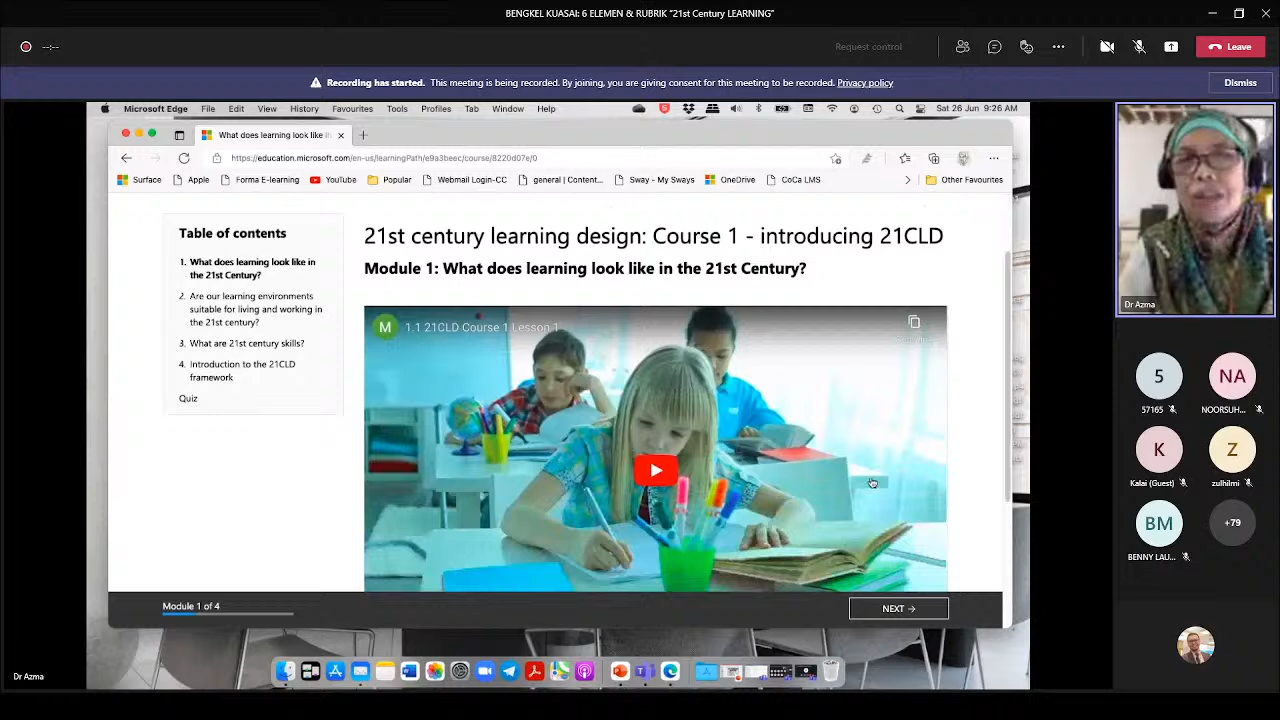 BENGKEL KUASAI: 6 ELEMEN & RUBRIK "21st Century LEARNING"
--:--
Request control
Leave
Recording has started. This meeting is being recorded. By joining, you are giving consent for this meeting to be recorded. Privacy policy
Dismiss
Microsoft Edge File Edit View History Favourites Tools Profiles Tab Window Help
Sat 26 Jun 9:26 AM
What does learning look like in
https://education.microsoft.com/en-us/learningPath/e9a3beec/course/8220d07e/0
Surface Apple Forma E-learning YouTube Popular Webmail Login-CC general | Content... Sway - My Sways OneDrive CoCa LMS Other Favourites
Table of contents
1. What does learning look like in
the 21st Century?
2. Are our learning environments
suitable for living and working in
the 21st century?
3. What are 21st century skills?
4. Introduction to the 21CLD
framework
Quiz
21st century learning design: Course 1 - introducing 21CLD
Module 1: What does learning look like in the 21st Century?
M 1.1 21CLD Course 1 Lesson 1
Module 1 of 4
NEXT →
Dr Azma
Dr Azma
5 NA
57165 NOORSUH...
K Z
Kalai (Guest) zulhilmi
BM +79
BENNY LAU...